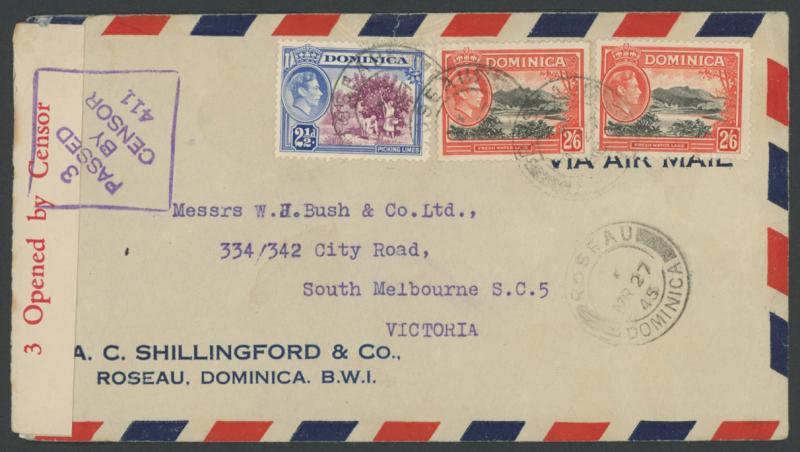 DOMINICA
2½d.
PICKING LIMES
DOMINICA
2/6
FRESH WATER LAKE
DOMINICA
2/6
FRESH WATER LAKE
VIA AIR MAIL
3
PASSED
BY
CENSOR
411
3 Opened by Censor
Messrs W.H.Bush & Co.Ltd.,
334/342 City Road,
South Melbourne S.C.5
VICTORIA
ROSEAU
27
45
DOMINICA
A. C. SHILLINGFORD & Co.,
ROSEAU, DOMINICA. B.W.I.